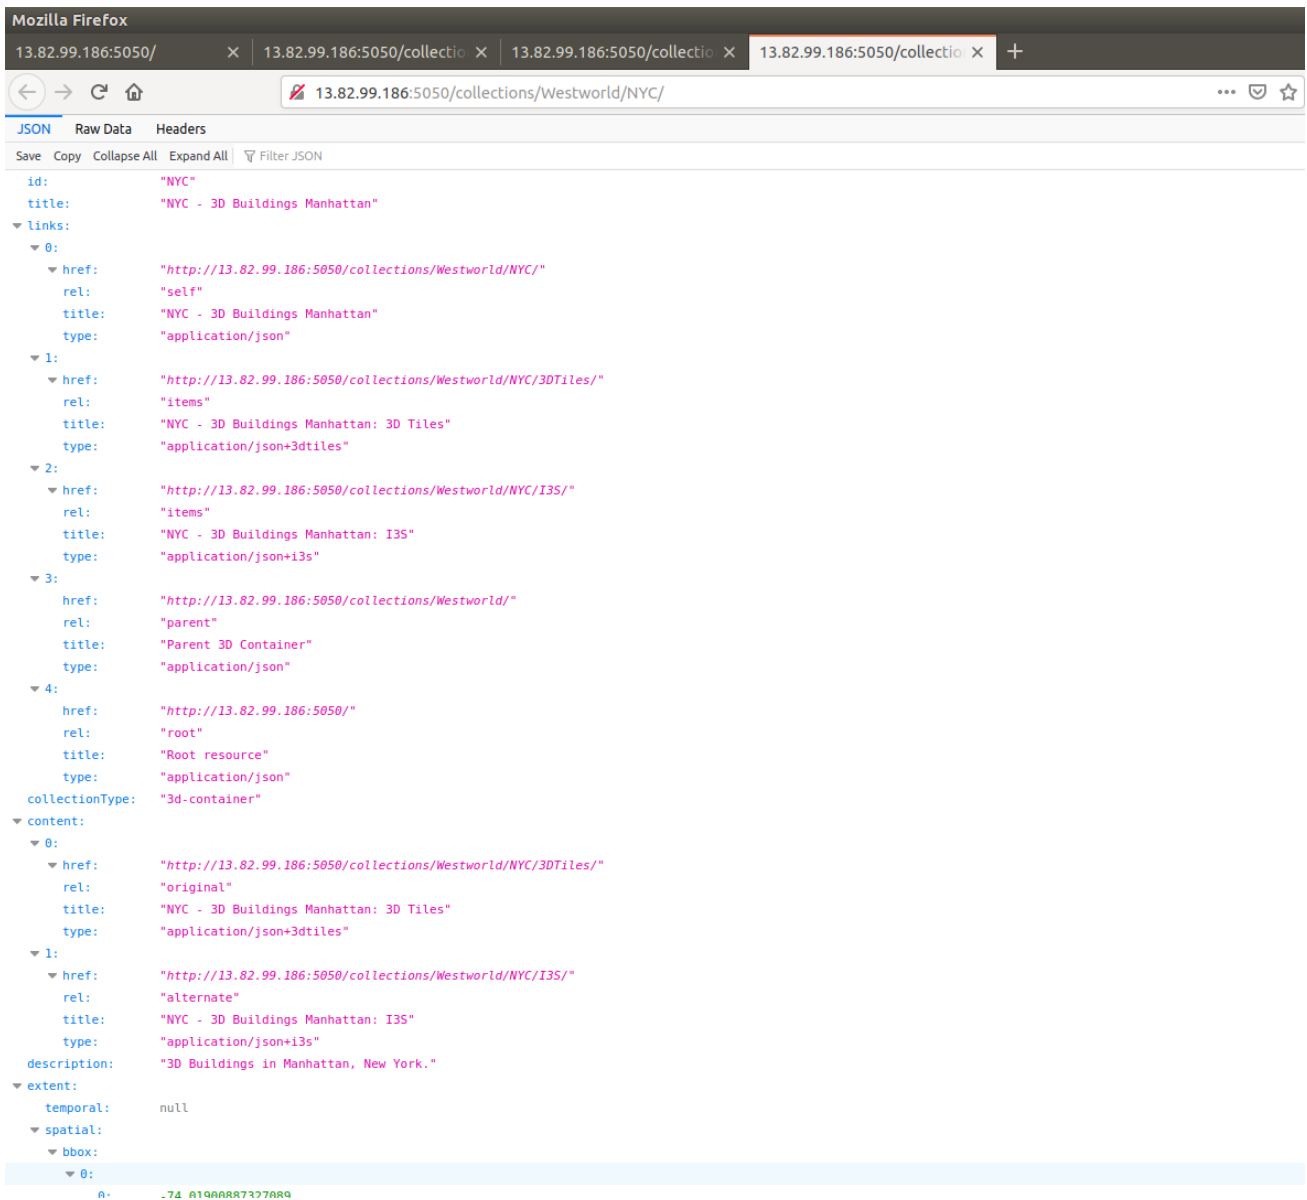 Mozilla Firefox
13.82.99.186:5050/ × 13.82.99.186:5050/collectio × 13.82.99.186:5050/collectio × 13.82.99.186:5050/collectio × +
13.82.99.186:5050/collections/Westworld/NYC/
JSON Raw Data Headers
Save Copy Collapse All Expand All Filter JSON
id: "NYC"
title: "NYC - 3D Buildings Manhattan"
links:
0:
href: "http://13.82.99.186:5050/collections/Westworld/NYC/"
rel: "self"
title: "NYC - 3D Buildings Manhattan"
type: "application/json"
1:
href: "http://13.82.99.186:5050/collections/Westworld/NYC/3DTiles/"
rel: "items"
title: "NYC - 3D Buildings Manhattan: 3D Tiles"
type: "application/json+3dtiles"
2:
href: "http://13.82.99.186:5050/collections/Westworld/NYC/I3S/"
rel: "items"
title: "NYC - 3D Buildings Manhattan: I3S"
type: "application/json+i3s"
3:
href: "http://13.82.99.186:5050/collections/Westworld/"
rel: "parent"
title: "Parent 3D Container"
type: "application/json"
4:
href: "http://13.82.99.186:5050/"
rel: "root"
title: "Root resource"
type: "application/json"
collectionType: "3d-container"
content:
0:
href: "http://13.82.99.186:5050/collections/Westworld/NYC/3DTiles/"
rel: "original"
title: "NYC - 3D Buildings Manhattan: 3D Tiles"
type: "application/json+3dtiles"
1:
href: "http://13.82.99.186:5050/collections/Westworld/NYC/I3S/"
rel: "alternate"
title: "NYC - 3D Buildings Manhattan: I3S"
type: "application/json+i3s"
description: "3D Buildings in Manhattan, New York."
extent:
temporal: null
spatial:
bbox:
0:
0: -74.01900887327089